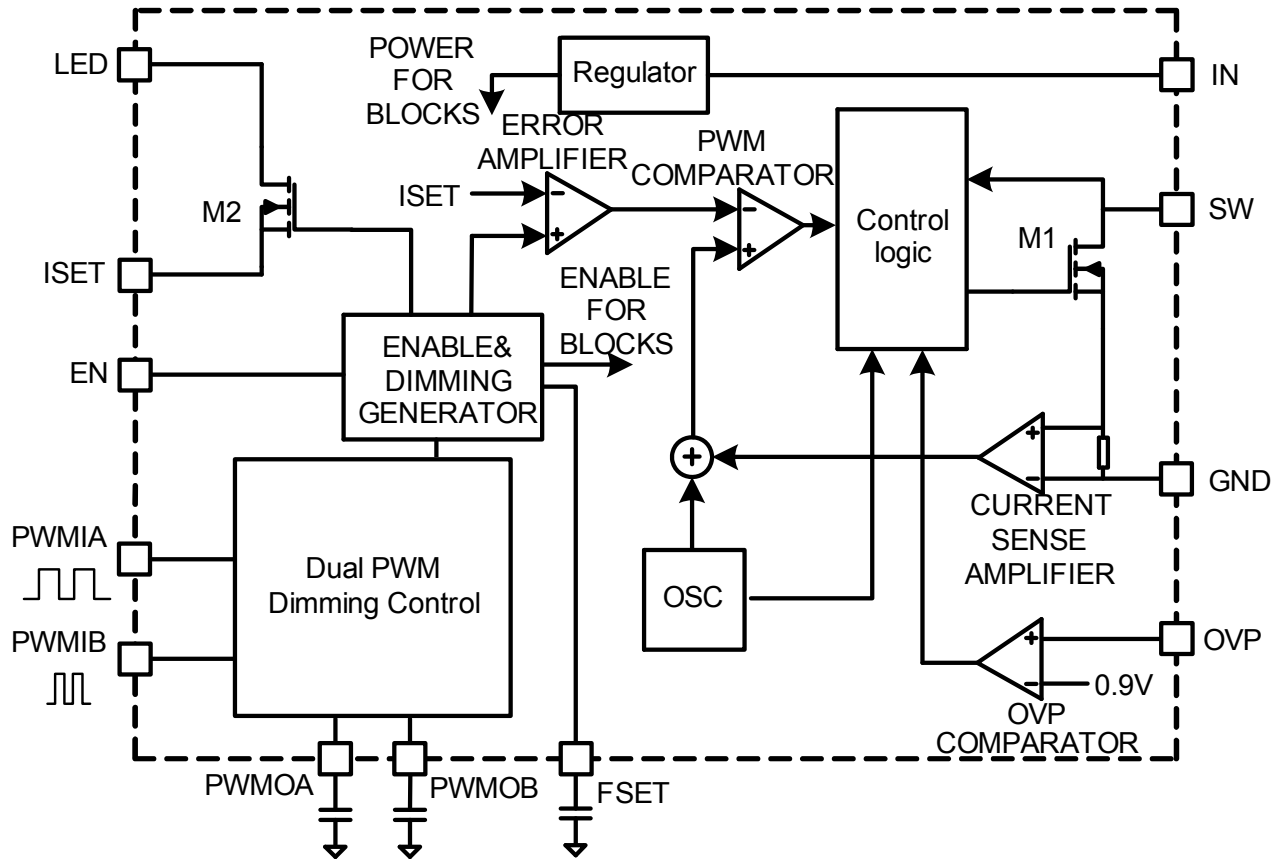 LED
POWER
FOR
BLOCKS
Regulator
IN
ERROR
AMPLIFIER
PWM
COMPARATOR
ISET
-
+
-
+
M2
Control
logic
M1
SW
ISET
ENABLE
FOR
BLOCKS
EN
ENABLE&
DIMMING
GENERATOR
+
+
-
GND
CURRENT
SENSE
AMPLIFIER
PWMIA
Dual PWM
Dimming Control
OSC
PWMIB
+
-
OVP
0.9V
OVP
COMPARATOR
PWMOA
PWMOB
FSET